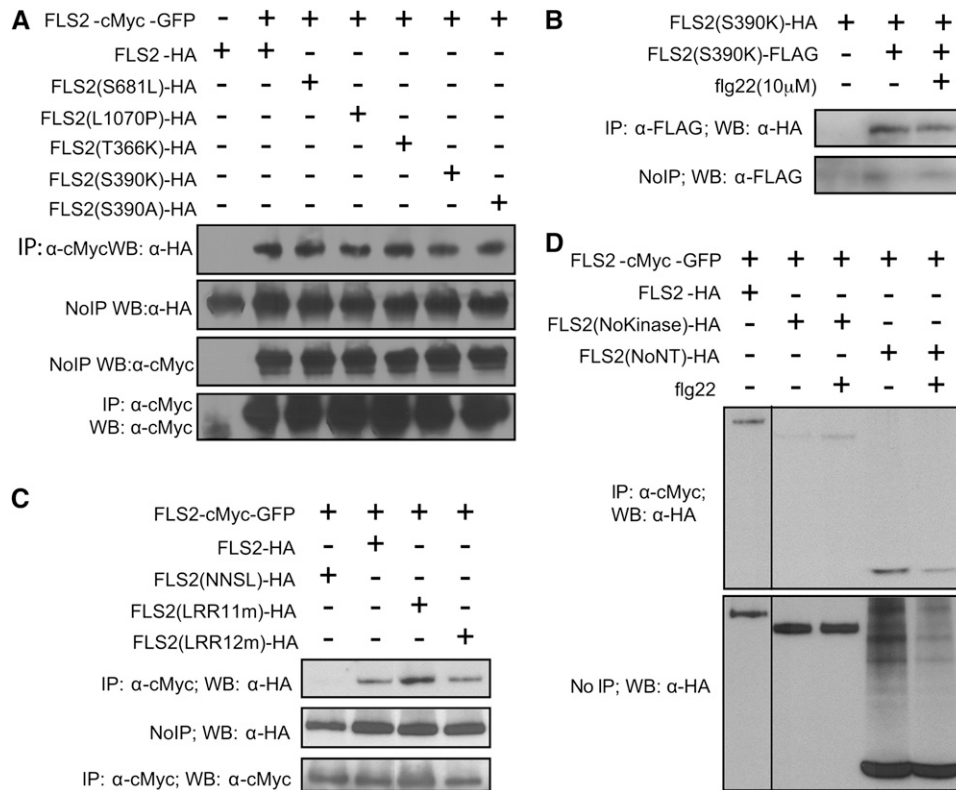 A
FLS2-cMyc-GFP - + + + + + +
FLS2-HA + + - - - - -
FLS2(S681L)-HA - - + - - - -
FLS2(L1070P)-HA - - - + - - -
FLS2(T366K)-HA - - - - + - -
FLS2(S390K)-HA - - - - - + -
FLS2(S390A)-HA - - - - - - +
IP: α-cMycWB: α-HA
NoIP WB:α-HA
NoIP WB:α-cMyc
IP: α-cMyc
WB: α-cMyc
B
FLS2(S390K)-HA + + +
FLS2(S390K)-FLAG - + +
flg22(10μM) - - +
IP: α-FLAG; WB: α-HA
NoIP; WB: α-FLAG
C
FLS2-cMyc-GFP + + + +
FLS2-HA - + - -
FLS2(NNSL)-HA + - - -
FLS2(LRR11m)-HA - - + -
FLS2(LRR12m)-HA - - - +
IP: α-cMyc; WB: α-HA
NoIP; WB: α-HA
IP: α-cMyc; WB: α-cMyc
D
FLS2-cMyc-GFP + + + + +
FLS2-HA + - - - -
FLS2(NoKinase)-HA - + + - -
FLS2(NoNT)-HA - - - + +
flg22 - - + - +
IP: α-cMyc;
WB: α-HA
No IP; WB: α-HA